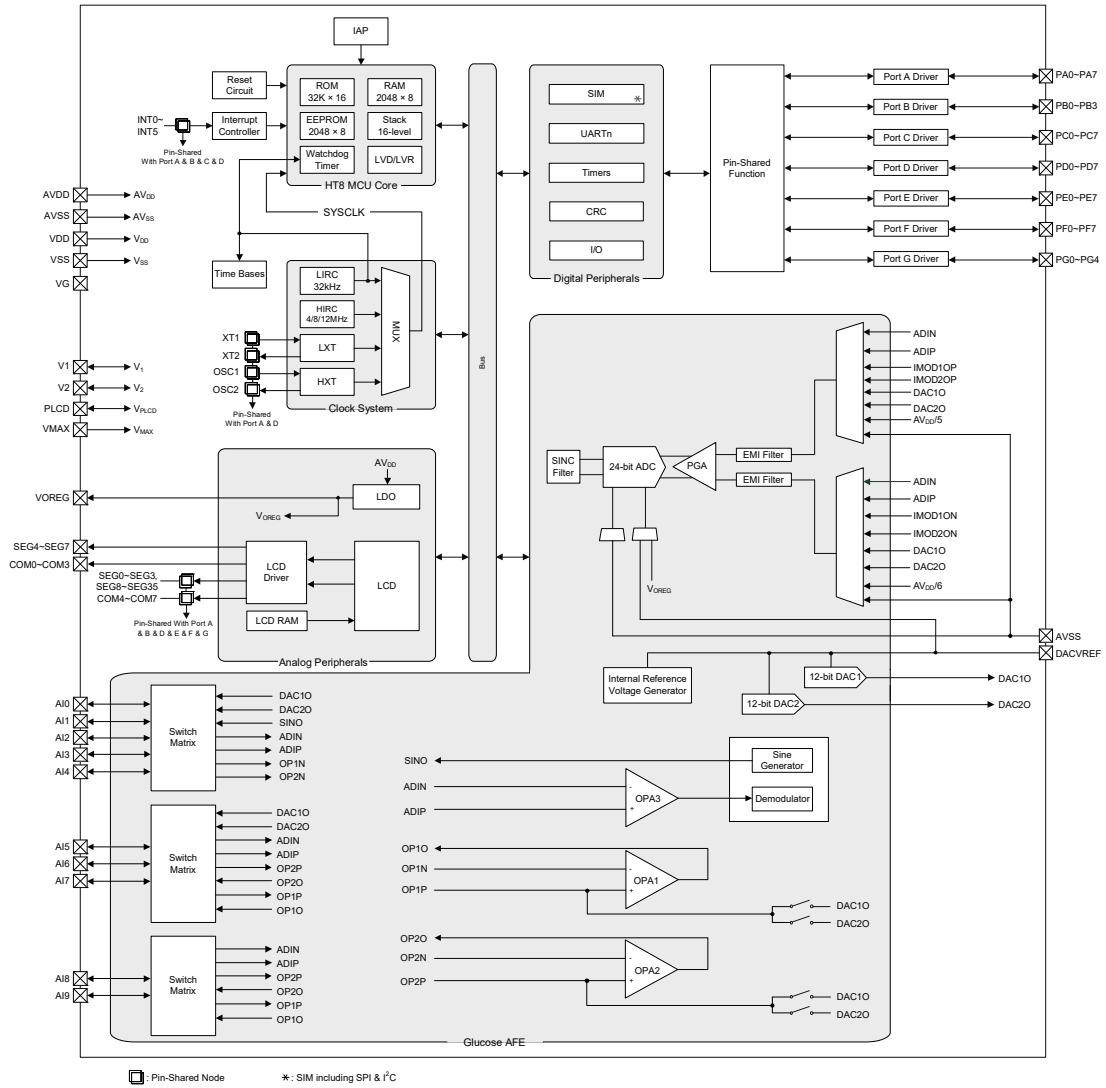 IAP
Reset
Circuit
ROM
32K × 16
RAM
2048 × 8
INT0~
INT5
Interrupt
Controller
EEPROM
2048 × 8
Stack
16-level
Pin-Shared
With Port A & B & C & D
Watchdog
Timer
LVD/LVR
HT8 MCU Core
SYSCLK
Time Bases
LIRC
32kHz
HIRC
4/8/12MHz
LXT
HXT
MUX
Clock System
XT1
XT2
OSC1
OSC2
Pin-Shared
With Port A & D
AVDD
AVDD
AVSS
AVSS
VDD
VDD
VSS
VSS
VG
V1
V1
V2
V2
PLCD
VPLCD
VMAX
VMAX
Bus
SIM
*
UARTn
Timers
CRC
I/O
Digital Peripherals
Pin-Shared
Function
Port A Driver
PA0~PA7
Port B Driver
PB0~PB3
Port C Driver
PC0~PC7
Port D Driver
PD0~PD7
Port E Driver
PE0~PE7
Port F Driver
PF0~PF7
Port G Driver
PG0~PG4
AVDD
LDO
VOREG
VOREG
SEG4~SEG7
COM0~COM3
SEG0~SEG3,
SEG8~SEG35
COM4~COM7
Pin-Shared With Port A
& B & D & E & F & G
LCD
Driver
LCD
LCD RAM
Analog Peripherals
SINC
Filter
24-bit ADC
PGA
EMI Filter
EMI Filter
VOREG
ADIN
ADIP
IMOD1OP
IMOD2OP
DAC1O
DAC2O
AVDD/5
ADIN
ADIP
IMOD1ON
IMOD2ON
DAC1O
DAC2O
AVDD/6
AVSS
DACVREF
Internal Reference
Voltage Generator
12-bit DAC1
DAC1O
12-bit DAC2
DAC2O
AI0
AI1
AI2
AI3
AI4
Switch
Matrix
DAC1O
DAC2O
SINO
ADIN
ADIP
OP1N
OP2N
AI5
AI6
AI7
Switch
Matrix
DAC1O
DAC2O
ADIN
ADIP
OP2P
OP2O
OP1P
OP1O
AI8
AI9
Switch
Matrix
ADIN
ADIP
OP2P
OP2O
OP1P
OP1O
SINO
ADIN
ADIP
-
+
OPA3
Sine
Generator
Demodulator
OP1O
OP1N
OP1P
-
+
OPA1
DAC1O
DAC2O
OP2O
OP2N
OP2P
-
+
OPA2
DAC1O
DAC2O
Glucose AFE
: Pin-Shared Node
* : SIM including SPI & I²C